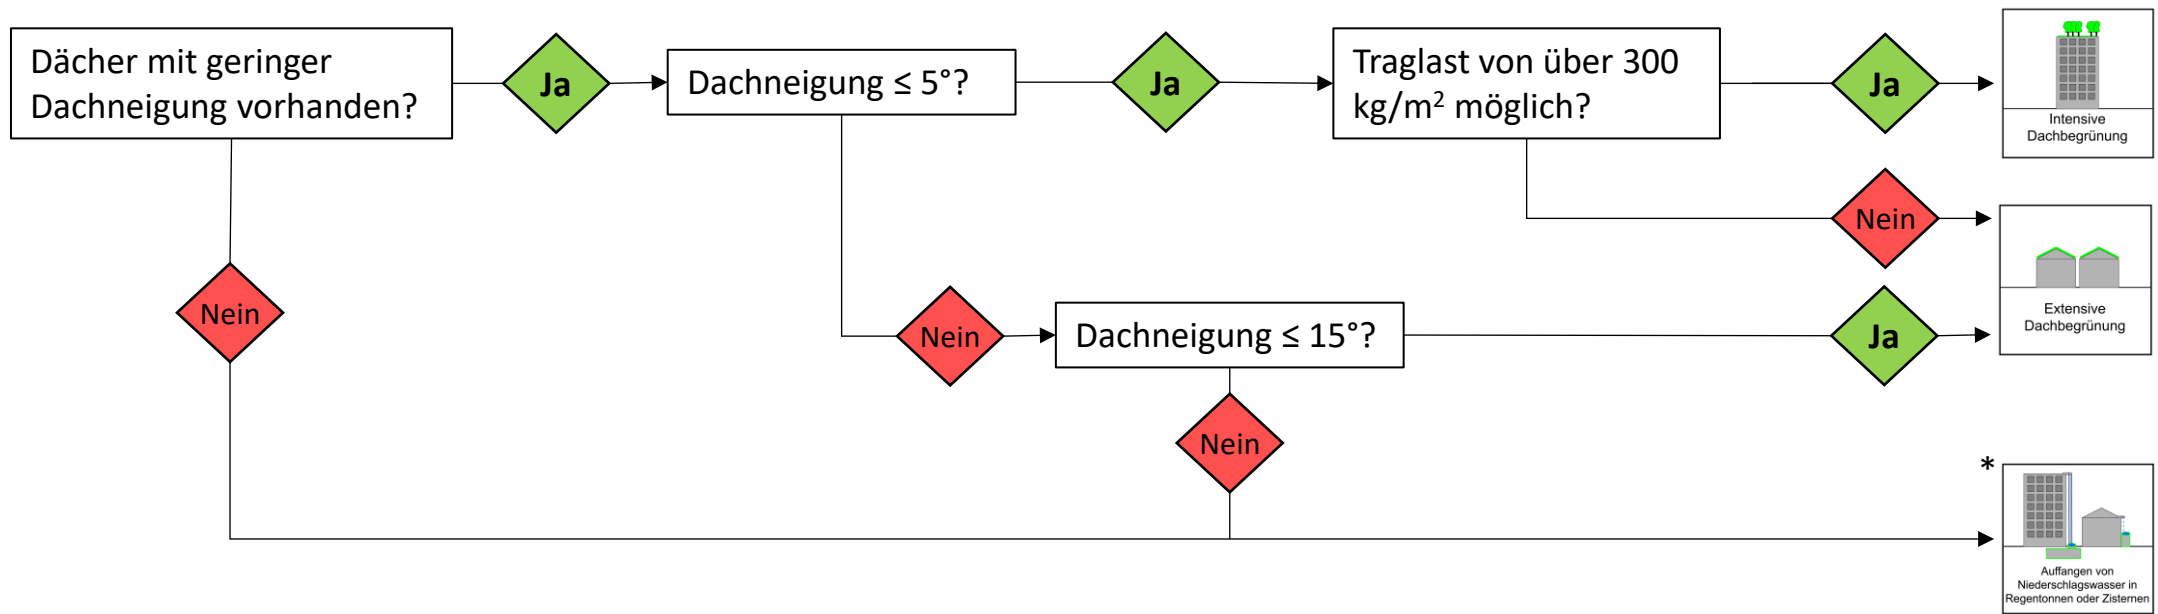 Dächer mit geringer
Dachneigung vorhanden?
Ja
Dachneigung ≤ 5°?
Ja
Traglast von über 300
kg/m² möglich?
Ja
Intensive
Dachbegrünung
Nein
Extensive
Dachbegrünung
Nein
Nein
Dachneigung ≤ 15°?
Ja
Nein
*
Auffangen von
Niederschlagswasser in
Regentonnen oder Zisternen